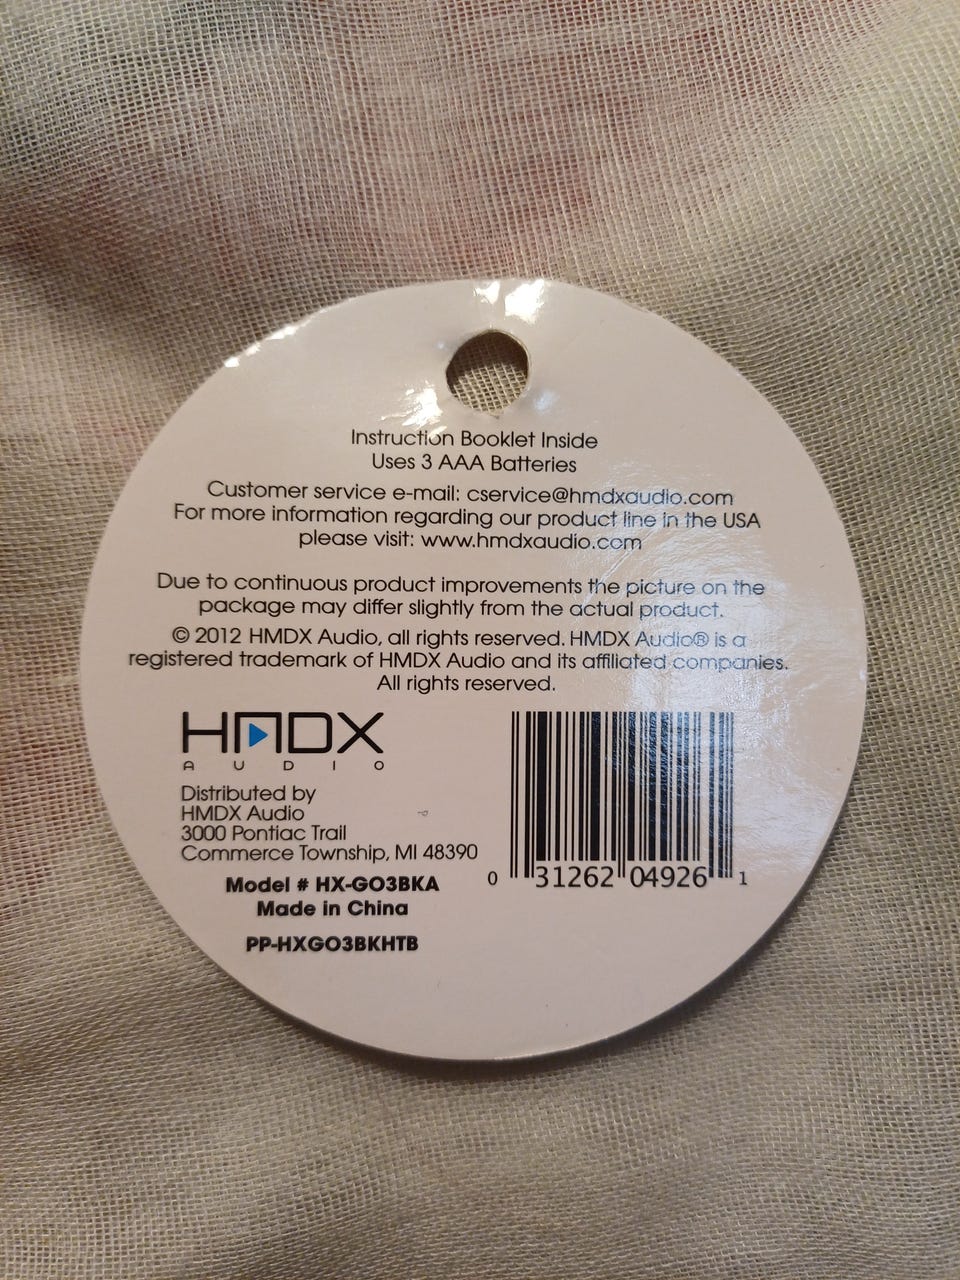 Instruction Booklet Inside
Uses 3 AAA Batteries
Customer service e-mail: cservice@hmdxaudio.com
For more information regarding our product line in the USA
please visit: www.hmdxaudio.com
Due to continuous product improvements the picture on the
package may differ slightly from the actual product.
© 2012 HMDX Audio, all rights reserved. HMDX Audio® is a
registered trademark of HMDX Audio and its affiliated companies.
All rights reserved.
HMDX
AUDIO
Distributed by
HMDX Audio
3000 Pontiac Trail
Commerce Township, MI 48390
Model # HX-GO3BKA
Made in China
PP-HXGO3BKHTB
0 31262 04926 1